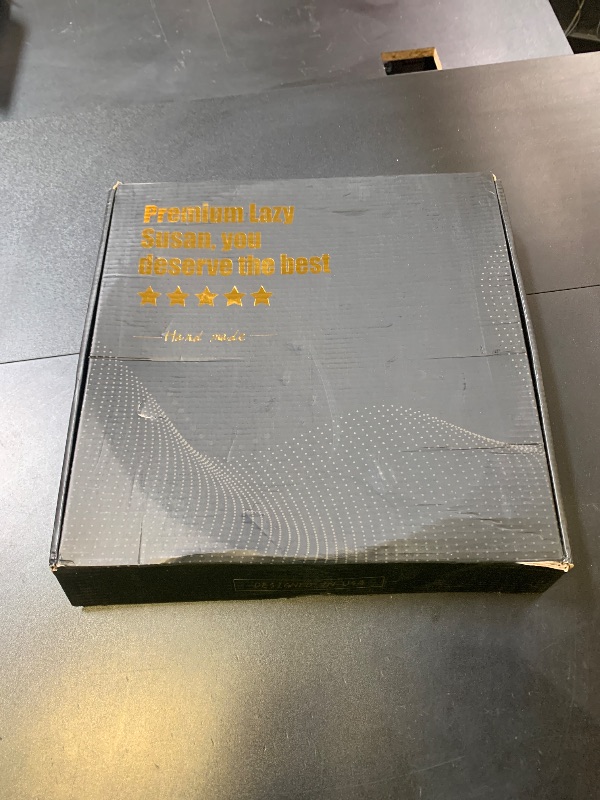 Premium Lazy
Susan, you
deserve the best
Hand made